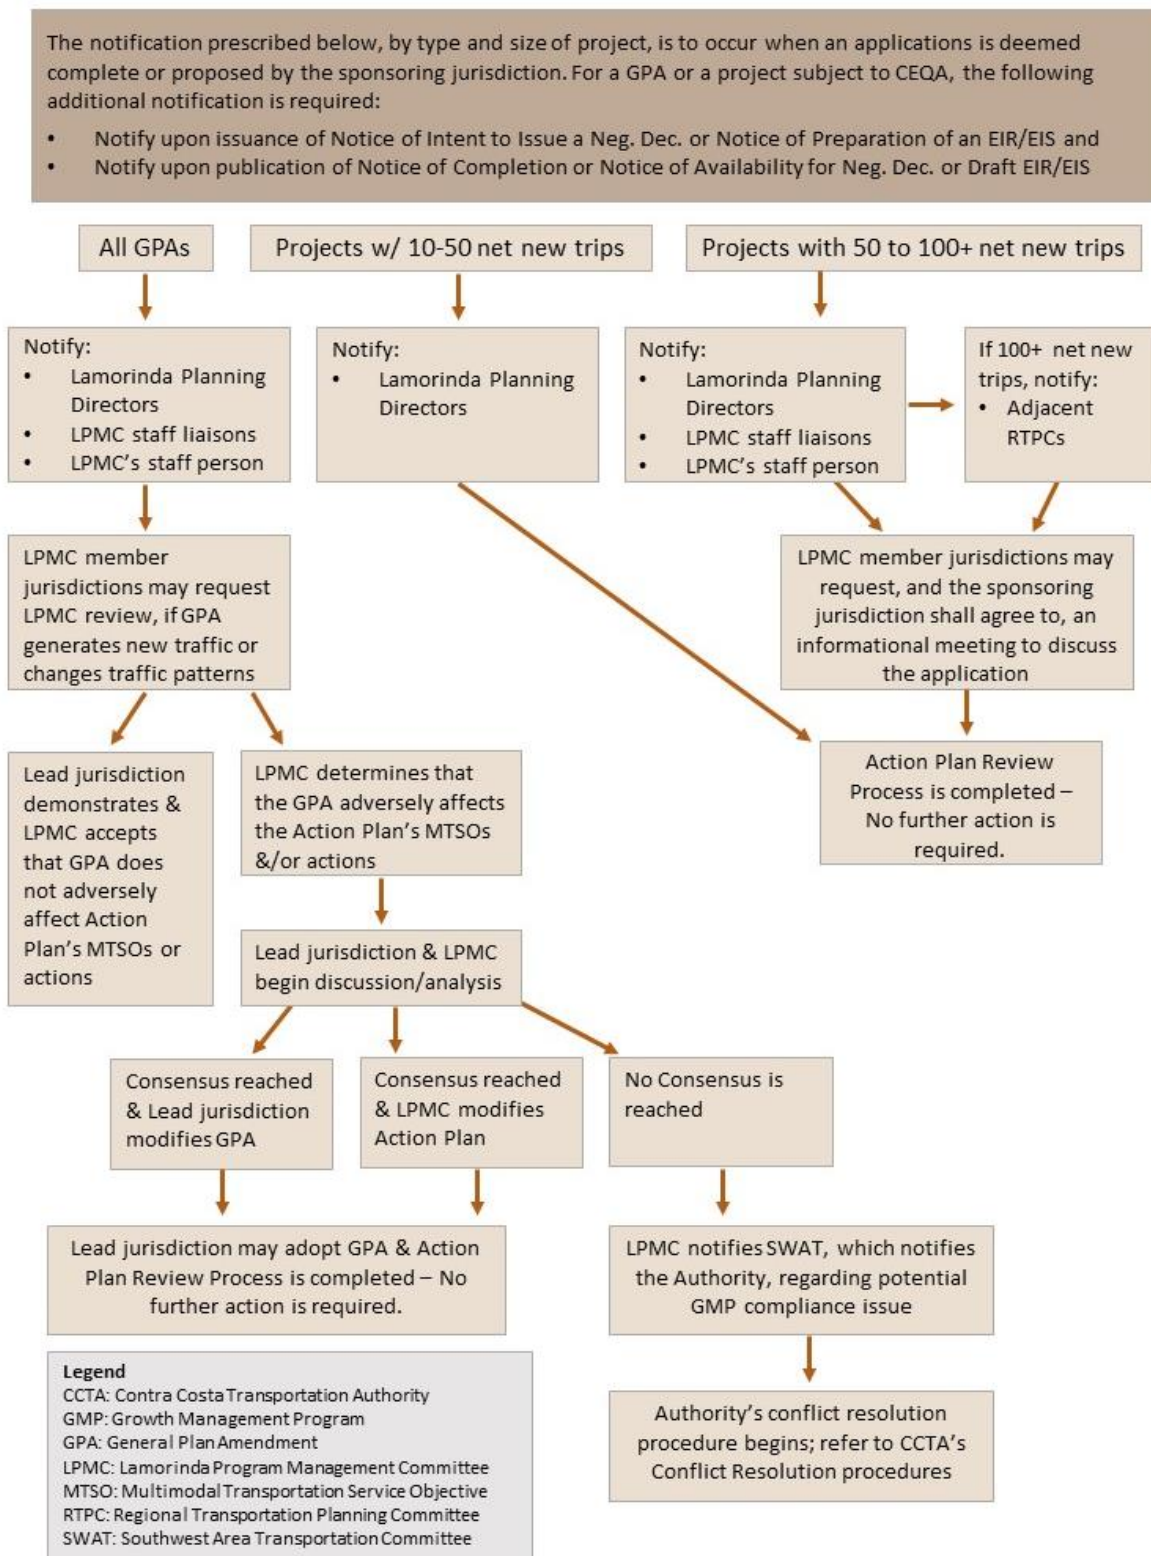 The notification prescribed below, by type and size of project, is to occur when an applications is deemed
complete or proposed by the sponsoring jurisdiction. For a GPA or a project subject to CEQA, the following
additional notification is required:
• Notify upon issuance of Notice of Intent to Issue a Neg. Dec. or Notice of Preparation of an EIR/EIS and
• Notify upon publication of Notice of Completion or Notice of Availability for Neg. Dec. or Draft EIR/EIS
All GPAs
Projects w/ 10-50 net new trips
Projects with 50 to 100+ net new trips
Notify:
• Lamorinda Planning
Directors
• LPMC staff liaisons
• LPMC's staff person
Notify:
• Lamorinda Planning
Directors
Notify:
• Lamorinda Planning
Directors
• LPMC staff liaisons
• LPMC's staff person
If 100+ net new
trips, notify:
• Adjacent
RTPCs
LPMC member
jurisdictions may request
LPMC review, if GPA
generates new traffic or
changes traffic patterns
LPMC member jurisdictions may
request, and the sponsoring
jurisdiction shall agree to, an
informational meeting to discuss
the application
Lead jurisdiction
demonstrates &
LPMC accepts
that GPA does
not adversely
affect Action
Plan's MTSOs or
actions
LPMC determines that
the GPA adversely affects
the Action Plan's MTSOs
&/or actions
Action Plan Review
Process is completed –
No further action is
required.
Lead jurisdiction & LPMC
begin discussion/analysis
Consensus reached
& Lead jurisdiction
modifies GPA
Consensus reached
& LPMC modifies
Action Plan
No Consensus is
reached
Lead jurisdiction may adopt GPA & Action
Plan Review Process is completed – No
further action is required.
LPMC notifies SWAT, which notifies
the Authority, regarding potential
GMP compliance issue
Authority's conflict resolution
procedure begins; refer to CCTA's
Conflict Resolution procedures
Legend
CCTA: Contra Costa Transportation Authority
GMP: Growth Management Program
GPA: General Plan Amendment
LPMC: Lamorinda Program Management Committee
MTSO: Multimodal Transportation Service Objective
RTPC: Regional Transportation Planning Committee
SWAT: Southwest Area Transportation Committee